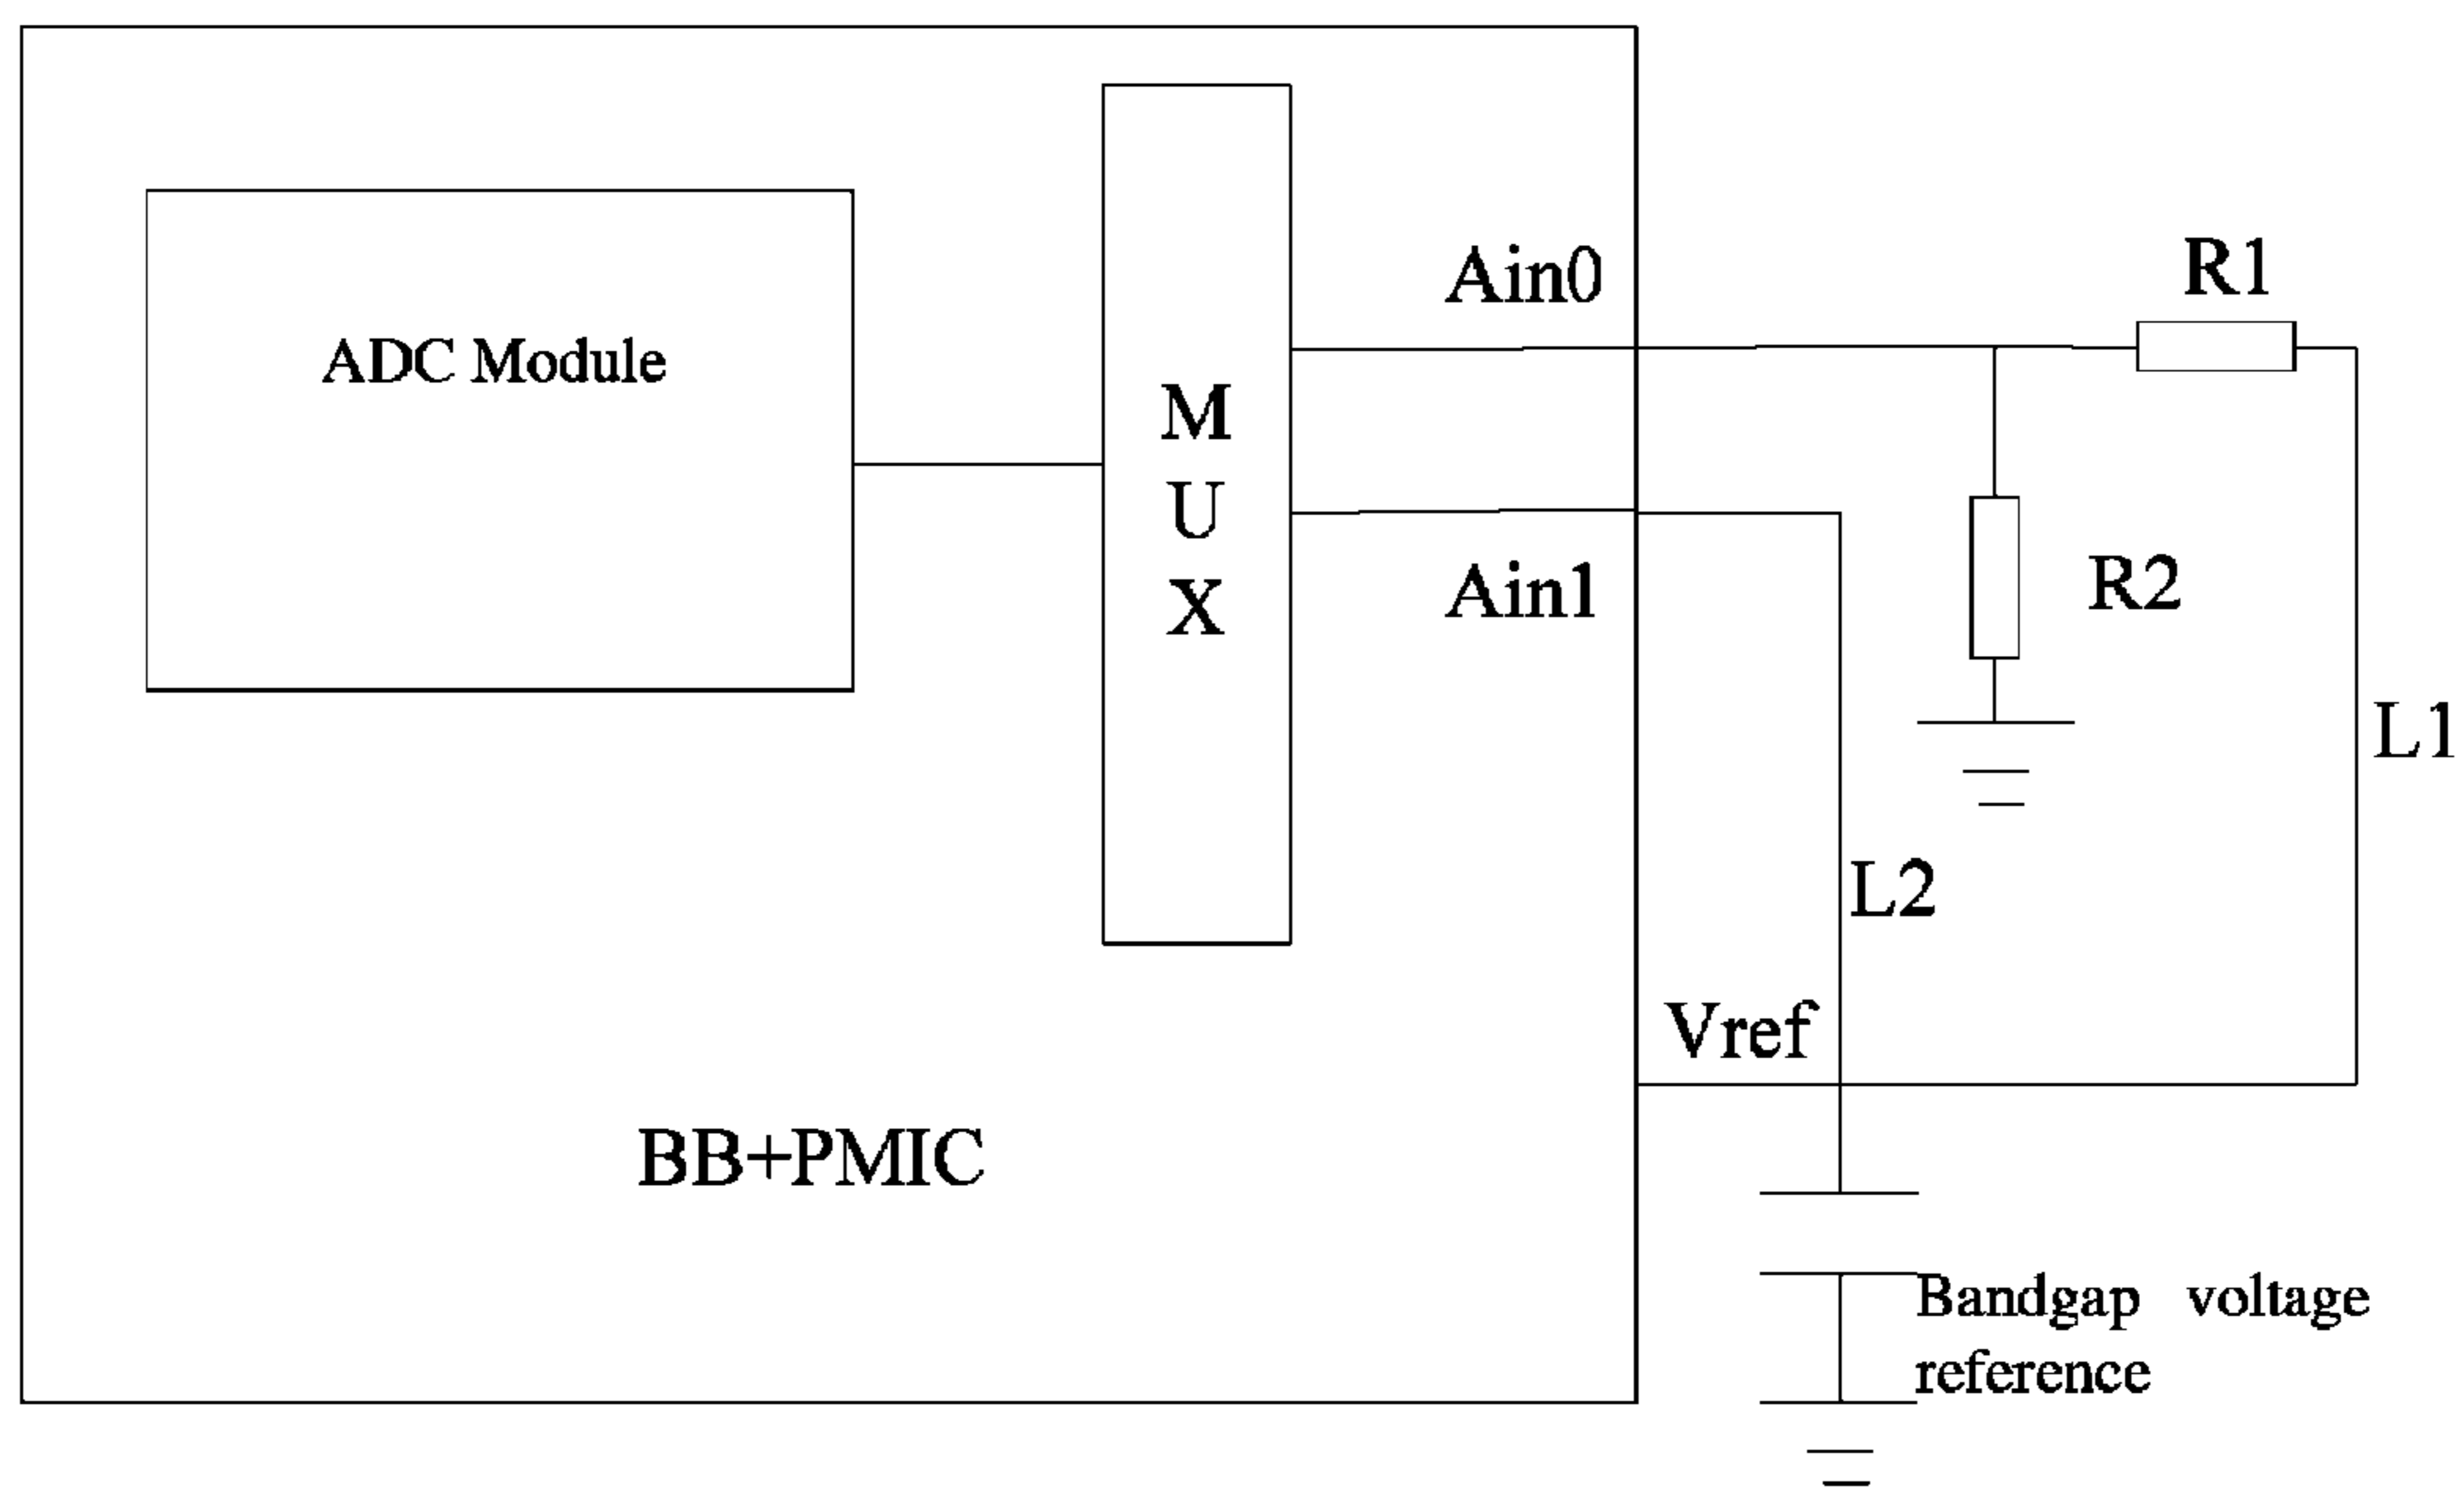 Ain0
R1
ADC Module
M
U
X
Ain1
R2
L1
L2
Vref
BB+PMIC
Bandgap voltage
reference